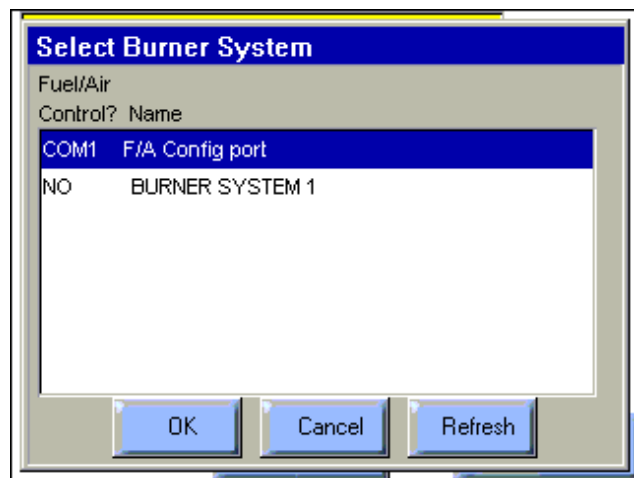 Select Burner System
Fuel/Air
Control? Name
COM1 F/A Config port
NO BURNER SYSTEM 1
OK Cancel Refresh